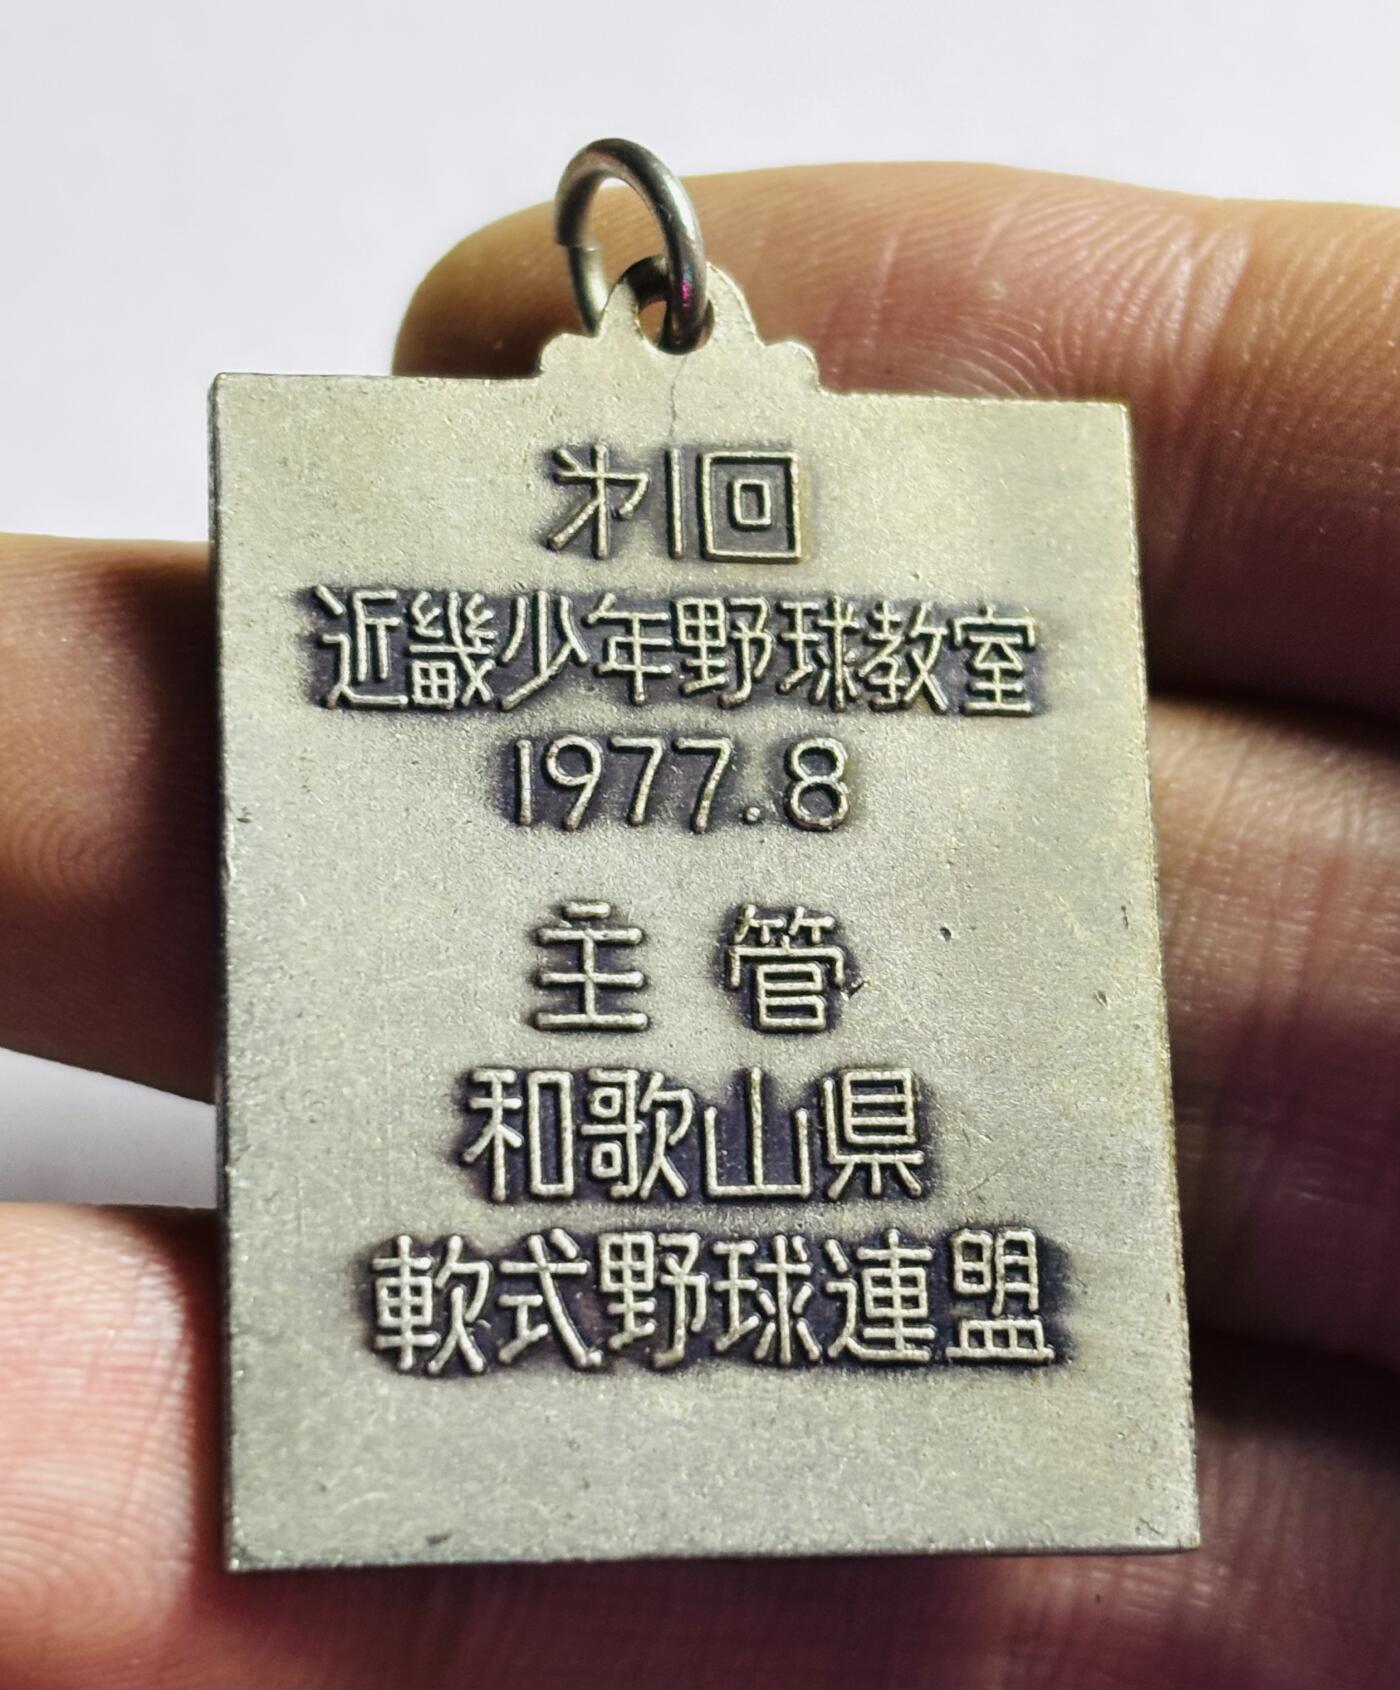 㐧1回
近畿少年野球教室
1977.8
主 管
和歌山県
軟式野球連盟